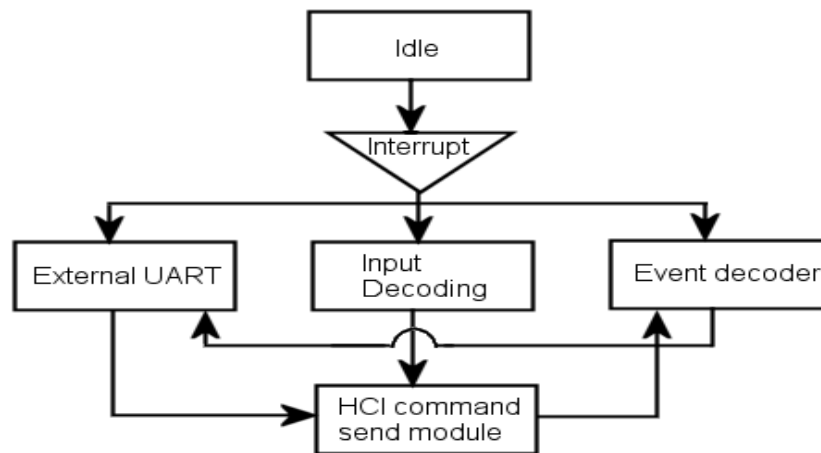 Idle
Interrupt
External UART
Input
Decoding
Event decoder
HCI command
send module